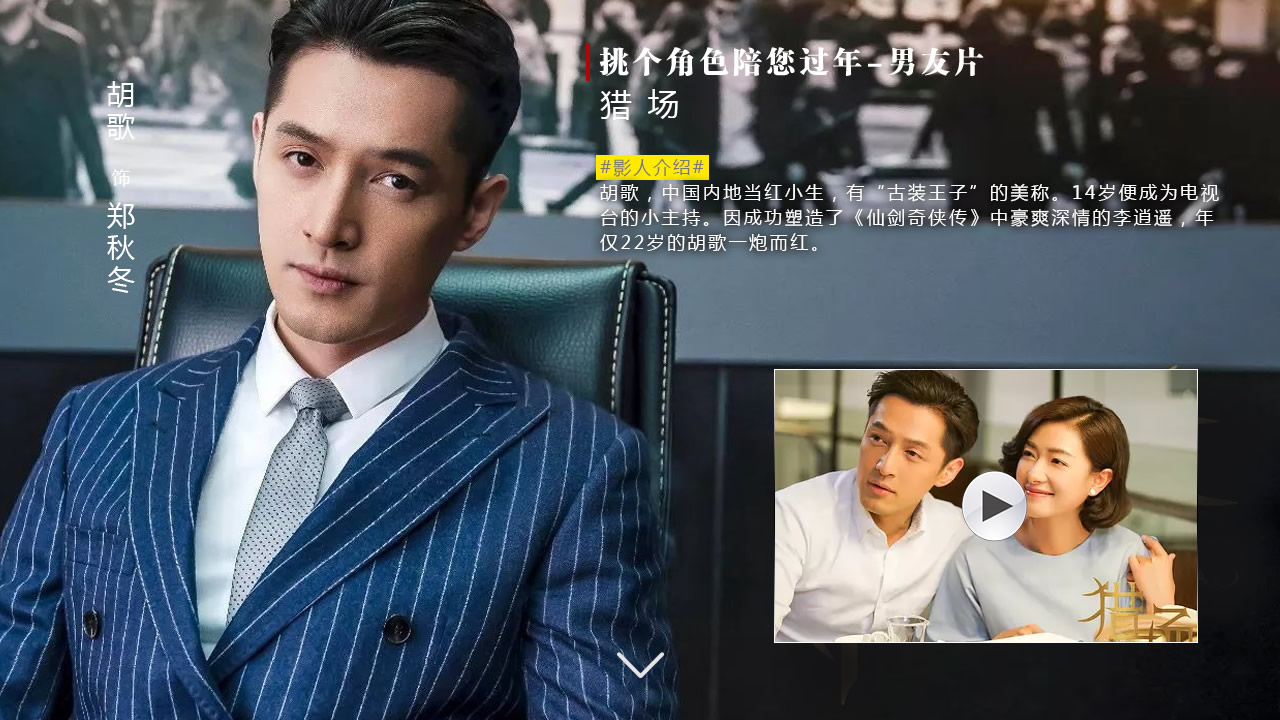 挑个角色陪您过年-男友片
猎 场
胡歌
饰
郑秋冬
#影人介绍#
胡歌，中国内地当红小生，有“古装王子”的美称。14岁便成为电视
台的小主持。因成功塑造了《仙剑奇侠传》中豪爽深情的李逍遥，年
仅22岁的胡歌一炮而红。
猎场